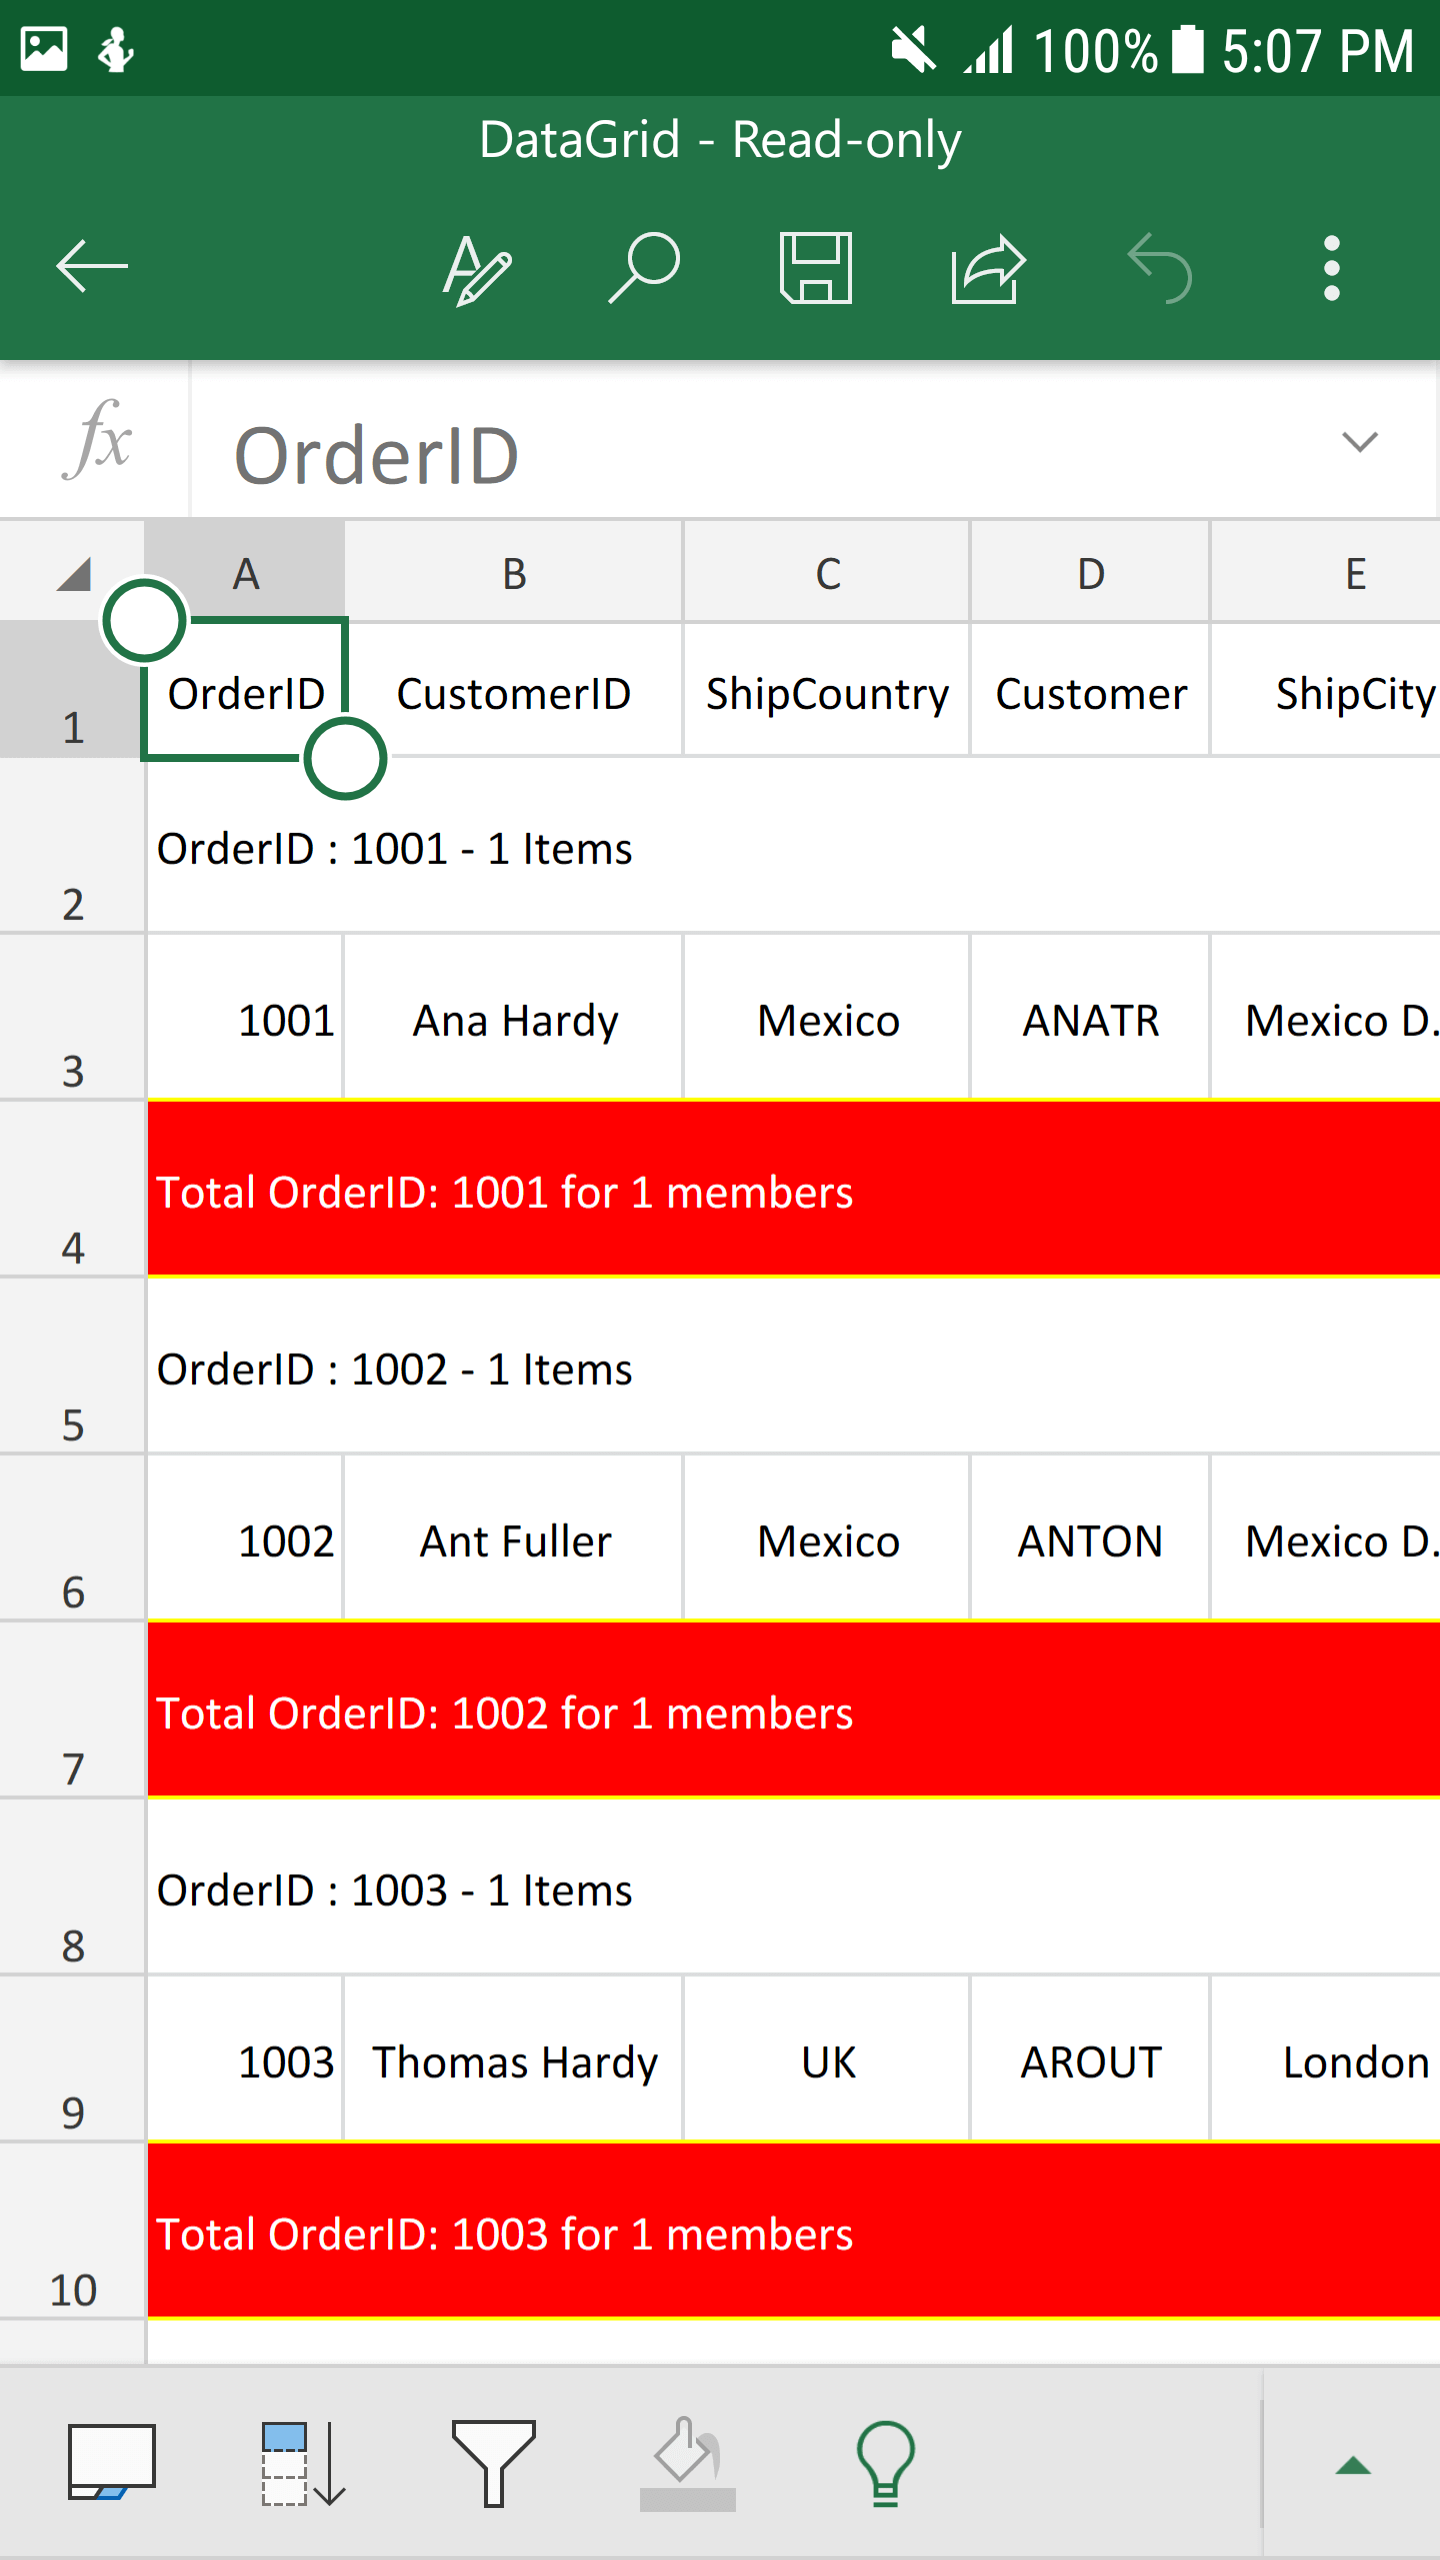 100% 5:07 PM
DataGrid - Read-only
fx OrderID
A B C D E
1 OrderID CustomerID ShipCountry Customer ShipCity
2 OrderID : 1001 - 1 Items
3 1001 Ana Hardy Mexico ANATR Mexico D.
4 Total OrderID: 1001 for 1 members
5 OrderID : 1002 - 1 Items
6 1002 Ant Fuller Mexico ANTON Mexico D.
7 Total OrderID: 1002 for 1 members
8 OrderID : 1003 - 1 Items
9 1003 Thomas Hardy UK AROUT London
10 Total OrderID: 1003 for 1 members